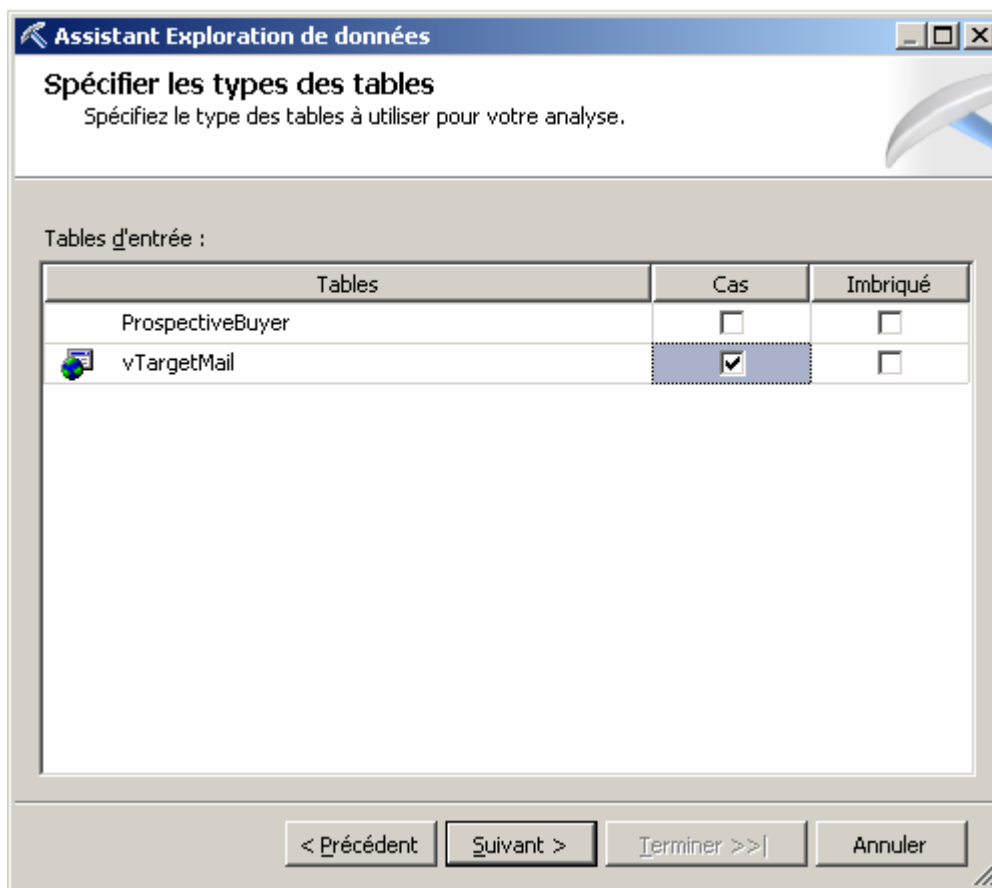 Assistant Exploration de données
Spécifier les types des tables
Spécifiez le type des tables à utiliser pour votre analyse.
Tables d'entrée :
Tables Cas Imbriqué
ProspectiveBuyer
vTargetMail
< Précédent Suivant > Terminer >>| Annuler